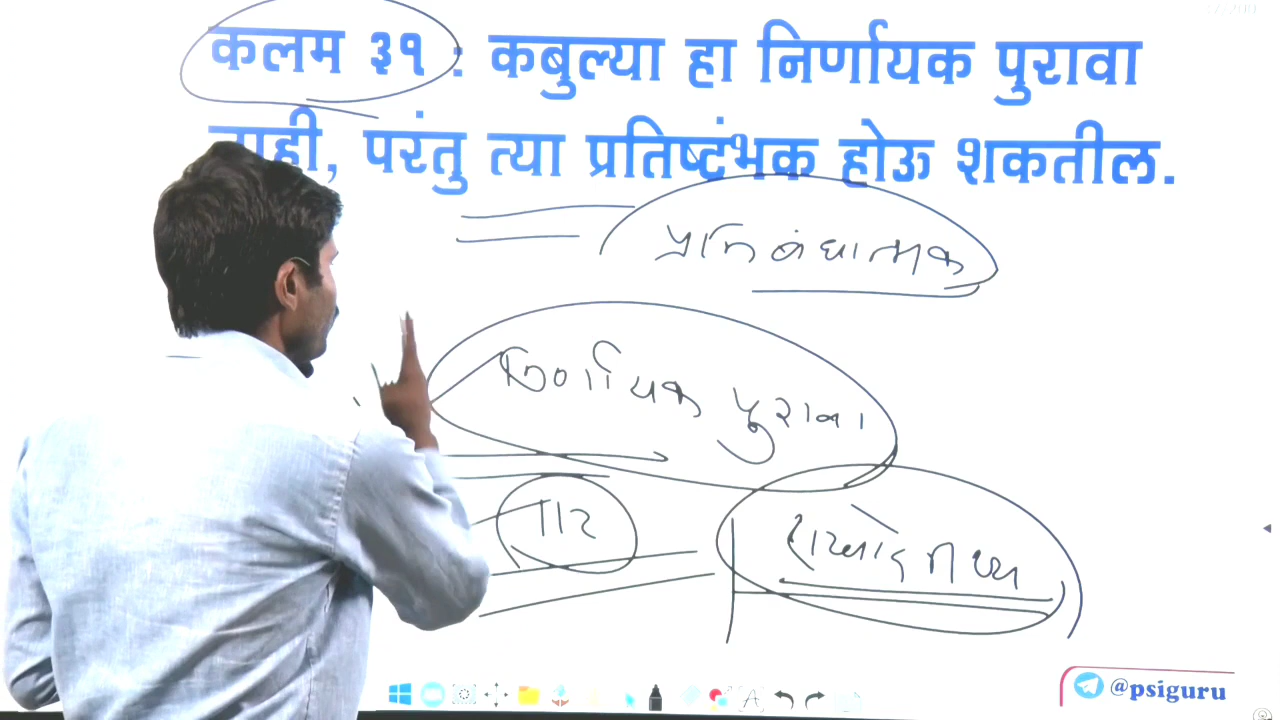 कलम ३१ : कबुल्या हा निर्णायक पुरावा
नाही, परंतु त्या प्रतिष्टंभक होऊ शकतील.
प्रतिबंधात्मक
निर्णायक पुरावा
@psiguru